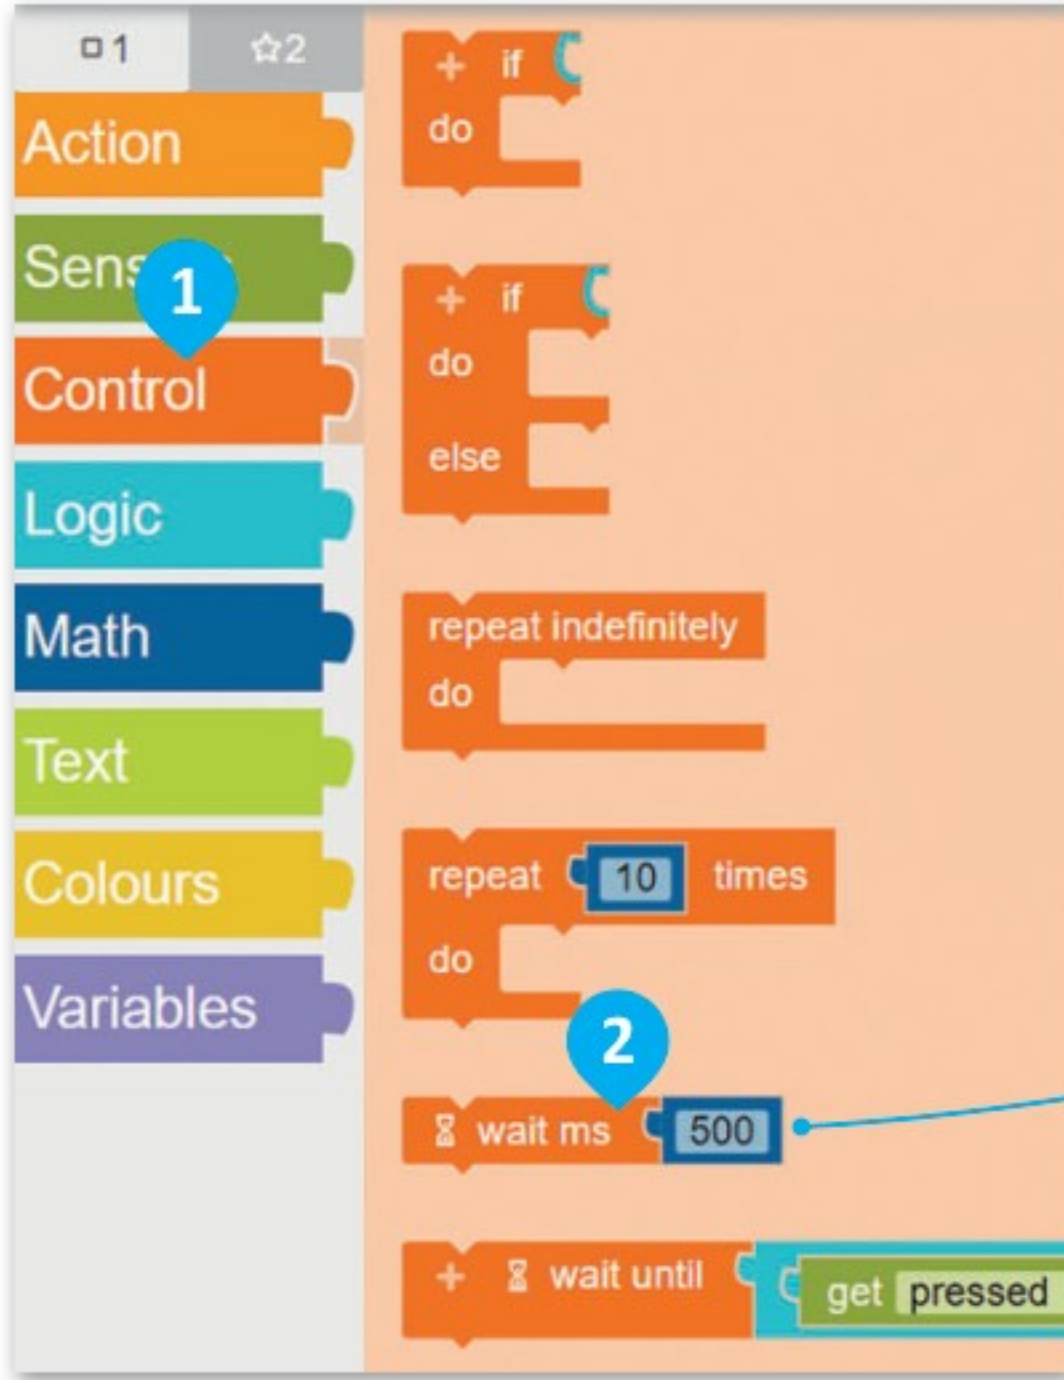 1
2
Action
Sens
1
Control
Logic
Math
Text
Colours
Variables
+ if
do
+ if
do
else
repeat indefinitely
do
repeat 10 times
do
2
wait ms 500
+ wait until get pressed